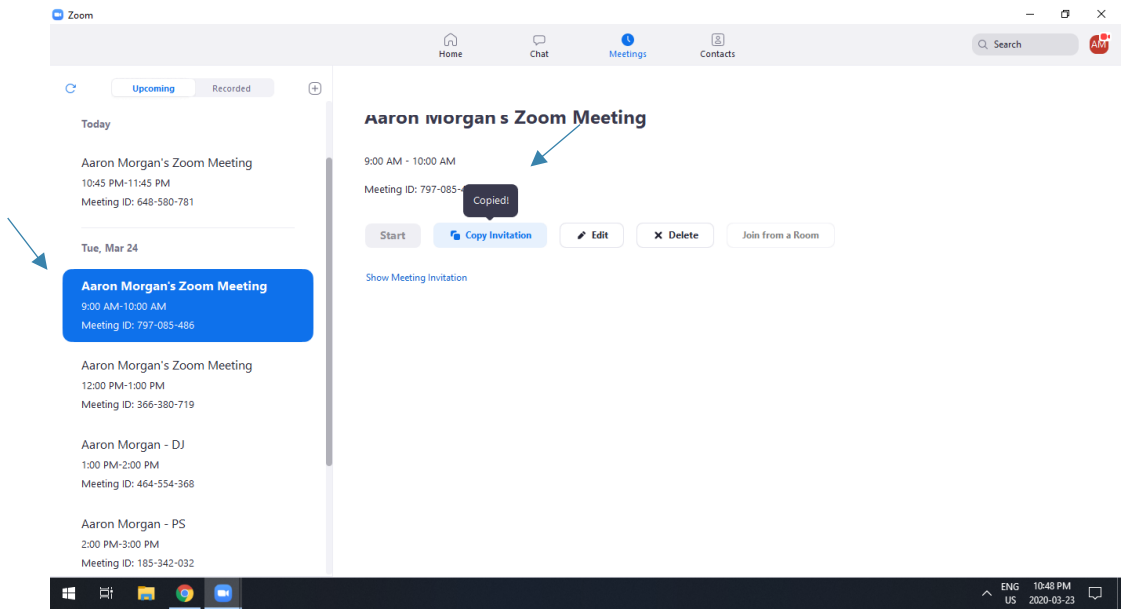 Zoom
Home
Chat
Meetings
Contacts
Search
AM
Upcoming
Recorded
Today
Aaron Morgan's Zoom Meeting
10:45 PM-11:45 PM
Meeting ID: 648-580-781
Tue, Mar 24
Aaron Morgan's Zoom Meeting
9:00 AM-10:00 AM
Meeting ID: 797-085-486
Aaron Morgan's Zoom Meeting
12:00 PM-1:00 PM
Meeting ID: 366-380-719
Aaron Morgan - DJ
1:00 PM-2:00 PM
Meeting ID: 464-554-368
Aaron Morgan - PS
2:00 PM-3:00 PM
Meeting ID: 185-342-032
Aaron Morgan's Zoom Meeting
9:00 AM - 10:00 AM
Meeting ID: 797-085-
Copied!
Start
Copy Invitation
Edit
Delete
Join from a Room
Show Meeting Invitation
ENG
US
10:48 PM
2020-03-23